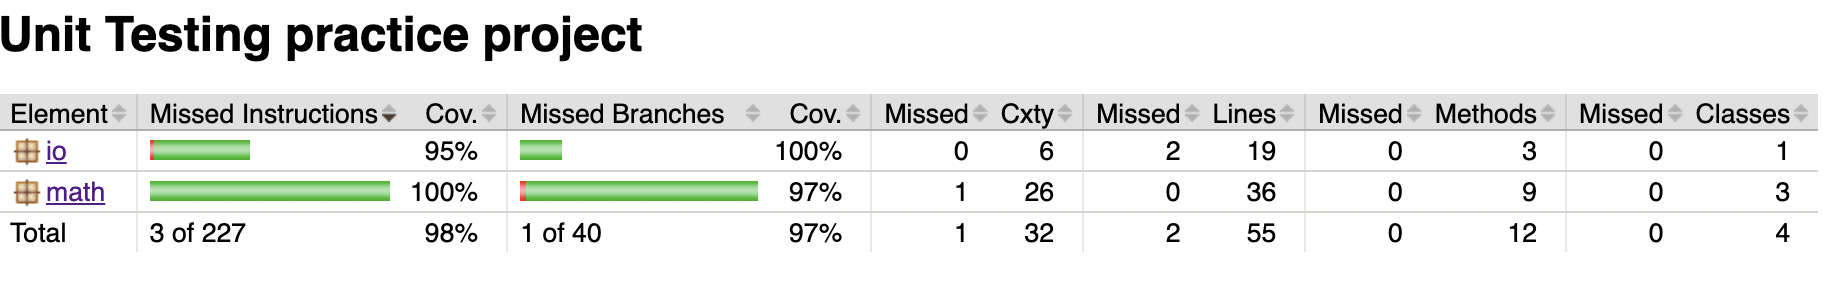 Unit Testing practice project
Element Missed Instructions Cov. Missed Branches Cov. Missed Cxty Missed Lines Missed Methods Missed Classes
io 95% 100% 0 6 2 19 0 3 0 1
math 100% 97% 1 26 0 36 0 9 0 3
Total 3 of 227 98% 1 of 40 97% 1 32 2 55 0 12 0 4